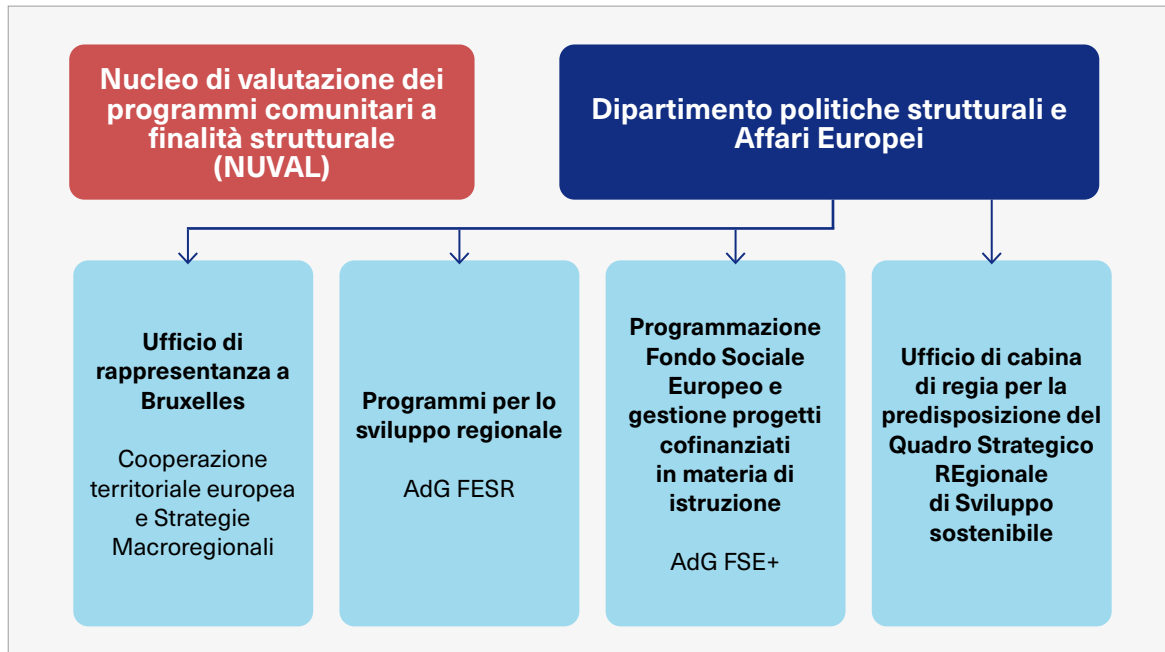 Nucleo di valutazione dei
programmi comunitari a
finalità strutturale
(NUVAL)
Dipartimento politiche strutturali e
Affari Europei
Ufficio di
rappresentanza a
Bruxelles
Cooperazione
territoriale europea
e Strategie
Macroregionali
Programmi per lo
sviluppo regionale
AdG FESR
Programmazione
Fondo Sociale
Europeo e
gestione progetti
cofinanziati
in materia di
istruzione
AdG FSE+
Ufficio di cabina
di regia per la
predisposizione del
Quadro Strategico
REgionale
di Sviluppo
sostenibile